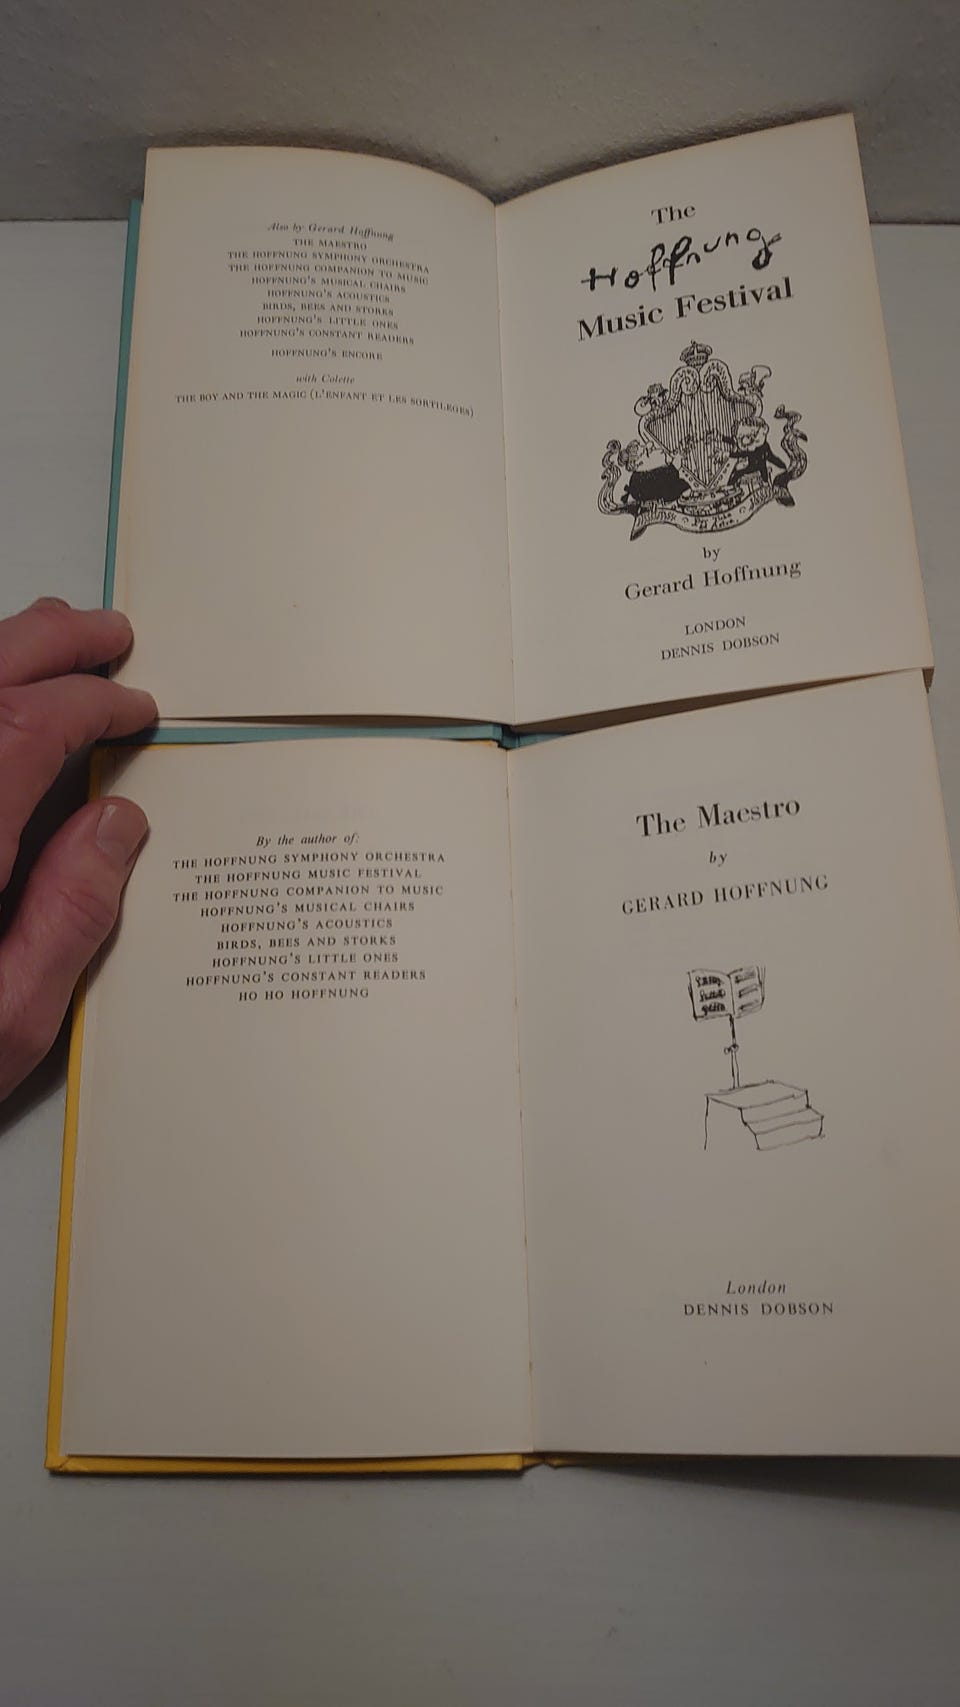 Also by Gerard Hoffnung
THE MAESTRO
THE HOFFNUNG SYMPHONY ORCHESTRA
THE HOFFNUNG COMPANION TO MUSIC
HOFFNUNG'S MUSICAL CHAIRS
HOFFNUNG'S ACOUSTICS
BIRDS, BEES AND STORKS
HOFFNUNG'S LITTLE ONES
HOFFNUNG'S CONSTANT READERS
HOFFNUNG'S ENCORE
with Colette
THE BOY AND THE MAGIC (L'ENFANT ET LES SORTILEGES)
The
Hoffnung
Music Festival
by
Gerard Hoffnung
LONDON
DENNIS DOBSON
By the author of:
THE HOFFNUNG SYMPHONY ORCHESTRA
THE HOFFNUNG MUSIC FESTIVAL
THE HOFFNUNG COMPANION TO MUSIC
HOFFNUNG'S MUSICAL CHAIRS
HOFFNUNG'S ACOUSTICS
BIRDS, BEES AND STORKS
HOFFNUNG'S LITTLE ONES
HOFFNUNG'S CONSTANT READERS
HO HO HOFFNUNG
The Maestro
by
GERARD HOFFNUNG
London
DENNIS DOBSON